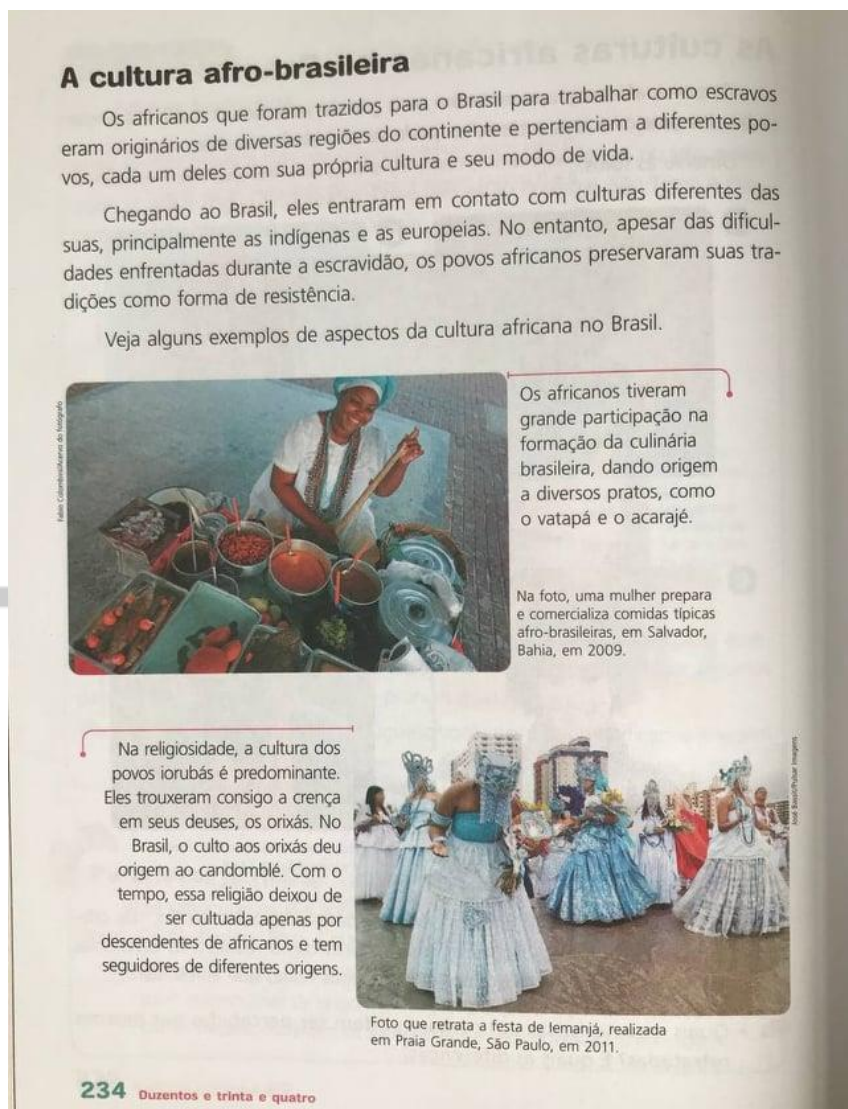 A cultura afro-brasileira
Os africanos que foram trazidos para o Brasil para trabalhar como escravos
eram originários de diversas regiões do continente e pertenciam a diferentes po-
vos, cada um deles com sua própria cultura e seu modo de vida.
Chegando ao Brasil, eles entraram em contato com culturas diferentes das
suas, principalmente as indígenas e as europeias. No entanto, apesar das dificul-
dades enfrentadas durante a escravidão, os povos africanos preservaram suas tra-
dições como forma de resistência.
Veja alguns exemplos de aspectos da cultura africana no Brasil.
Fabio Colombini/Acervo do fotógrafo
Os africanos tiveram
grande participação na
formação da culinária
brasileira, dando origem
a diversos pratos, como
o vatapá e o acarajé.
Na foto, uma mulher prepara
e comercializa comidas típicas
afro-brasileiras, em Salvador,
Bahia, em 2009.
Na religiosidade, a cultura dos
povos iorubás é predominante.
Eles trouxeram consigo a crença
em seus deuses, os orixás. No
Brasil, o culto aos orixás deu
origem ao candomblé. Com o
tempo, essa religião deixou de
ser cultuada apenas por
descendentes de africanos e tem
seguidores de diferentes origens.
José Bassit/Pulsar Imagens
Foto que retrata a festa de Iemanjá, realizada
em Praia Grande, São Paulo, em 2011.
234 Duzentos e trinta e quatro